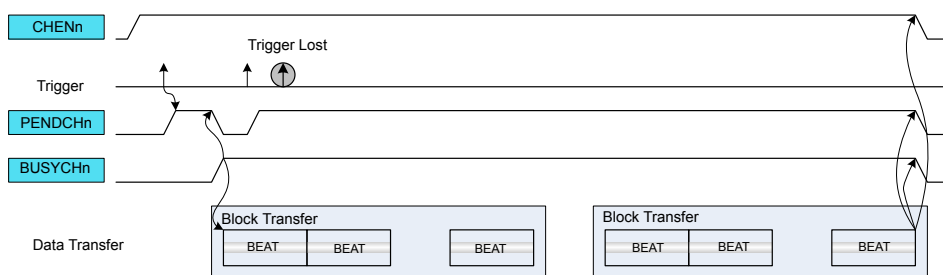 CHENn
Trigger Lost
Trigger
PENDCHn
BUSYCHn
Block Transfer Block Transfer
Data Transfer BEAT BEAT BEAT BEAT BEAT BEAT